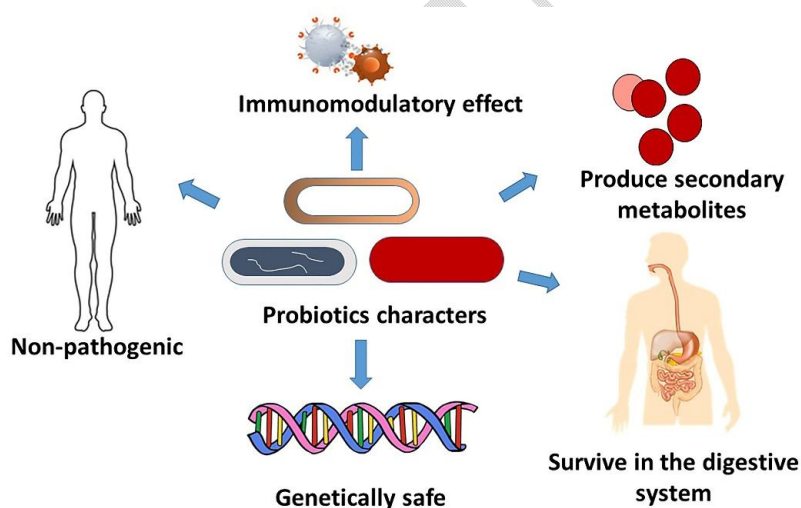 Immunomodulatory effect
Produce secondary
metabolites
Probiotics characters
Non-pathogenic
Survive in the digestive
system
Genetically safe